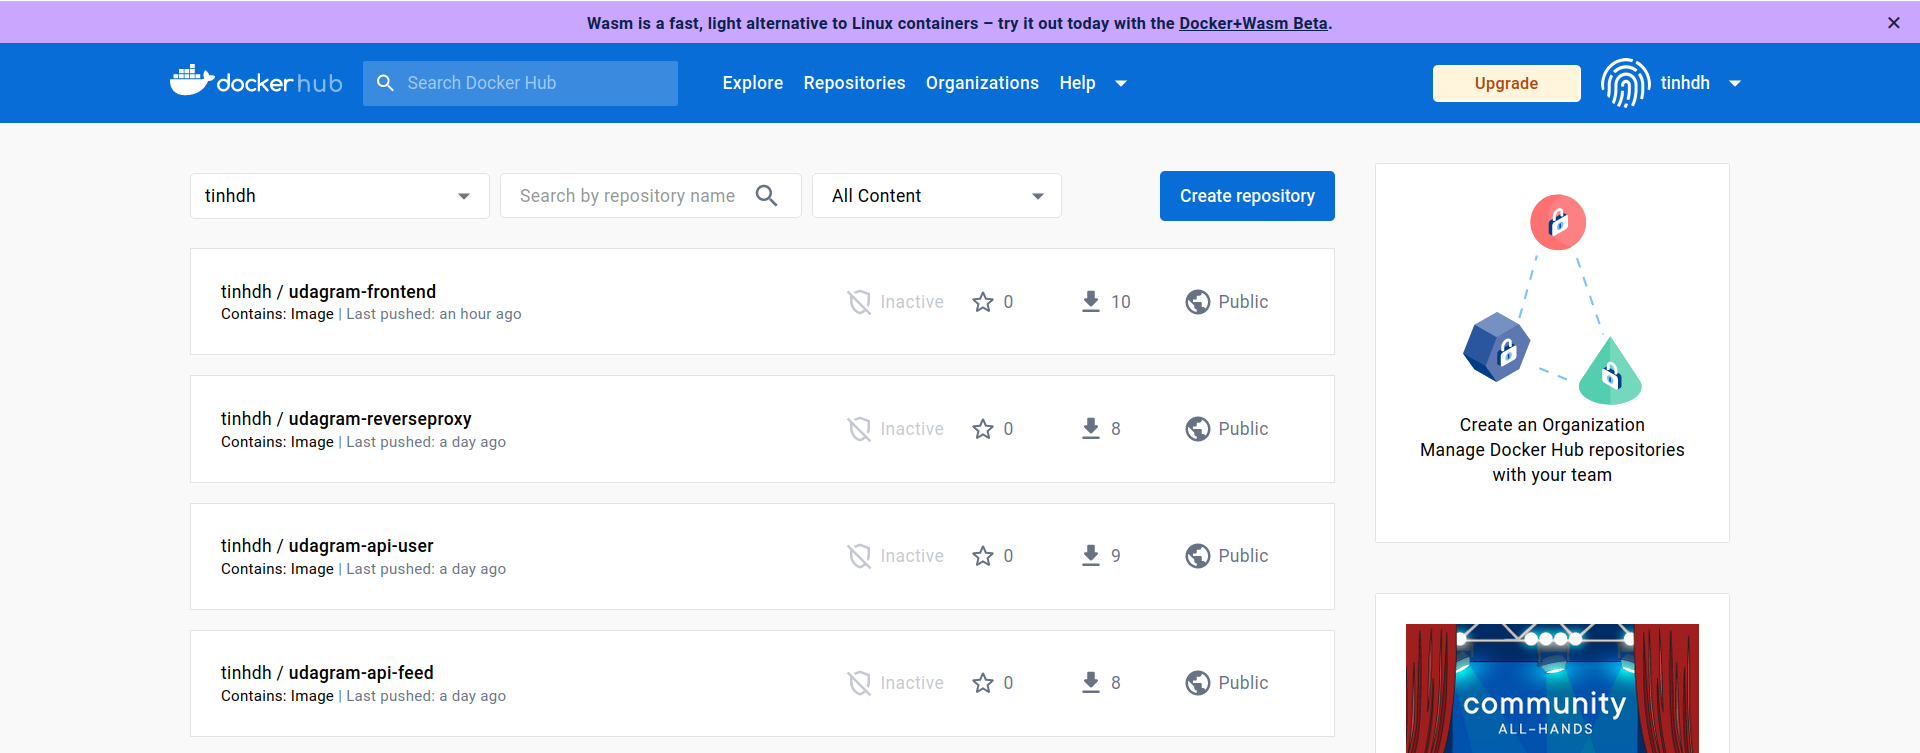 Wasm is a fast, light alternative to Linux containers – try it out today with the Docker+Wasm Beta.
dockerhub
Search Docker Hub
Explore
Repositories
Organizations
Help
Upgrade
tinhdh
tinhdh
Search by repository name
All Content
Create repository
tinhdh / udagram-frontend
Contains: Image | Last pushed: an hour ago
Inactive
0
10
Public
tinhdh / udagram-reverseproxy
Contains: Image | Last pushed: a day ago
Inactive
0
8
Public
tinhdh / udagram-api-user
Contains: Image | Last pushed: a day ago
Inactive
0
9
Public
tinhdh / udagram-api-feed
Contains: Image | Last pushed: a day ago
Inactive
0
8
Public
Create an Organization
Manage Docker Hub repositories
with your team
community
ALL-HANDS